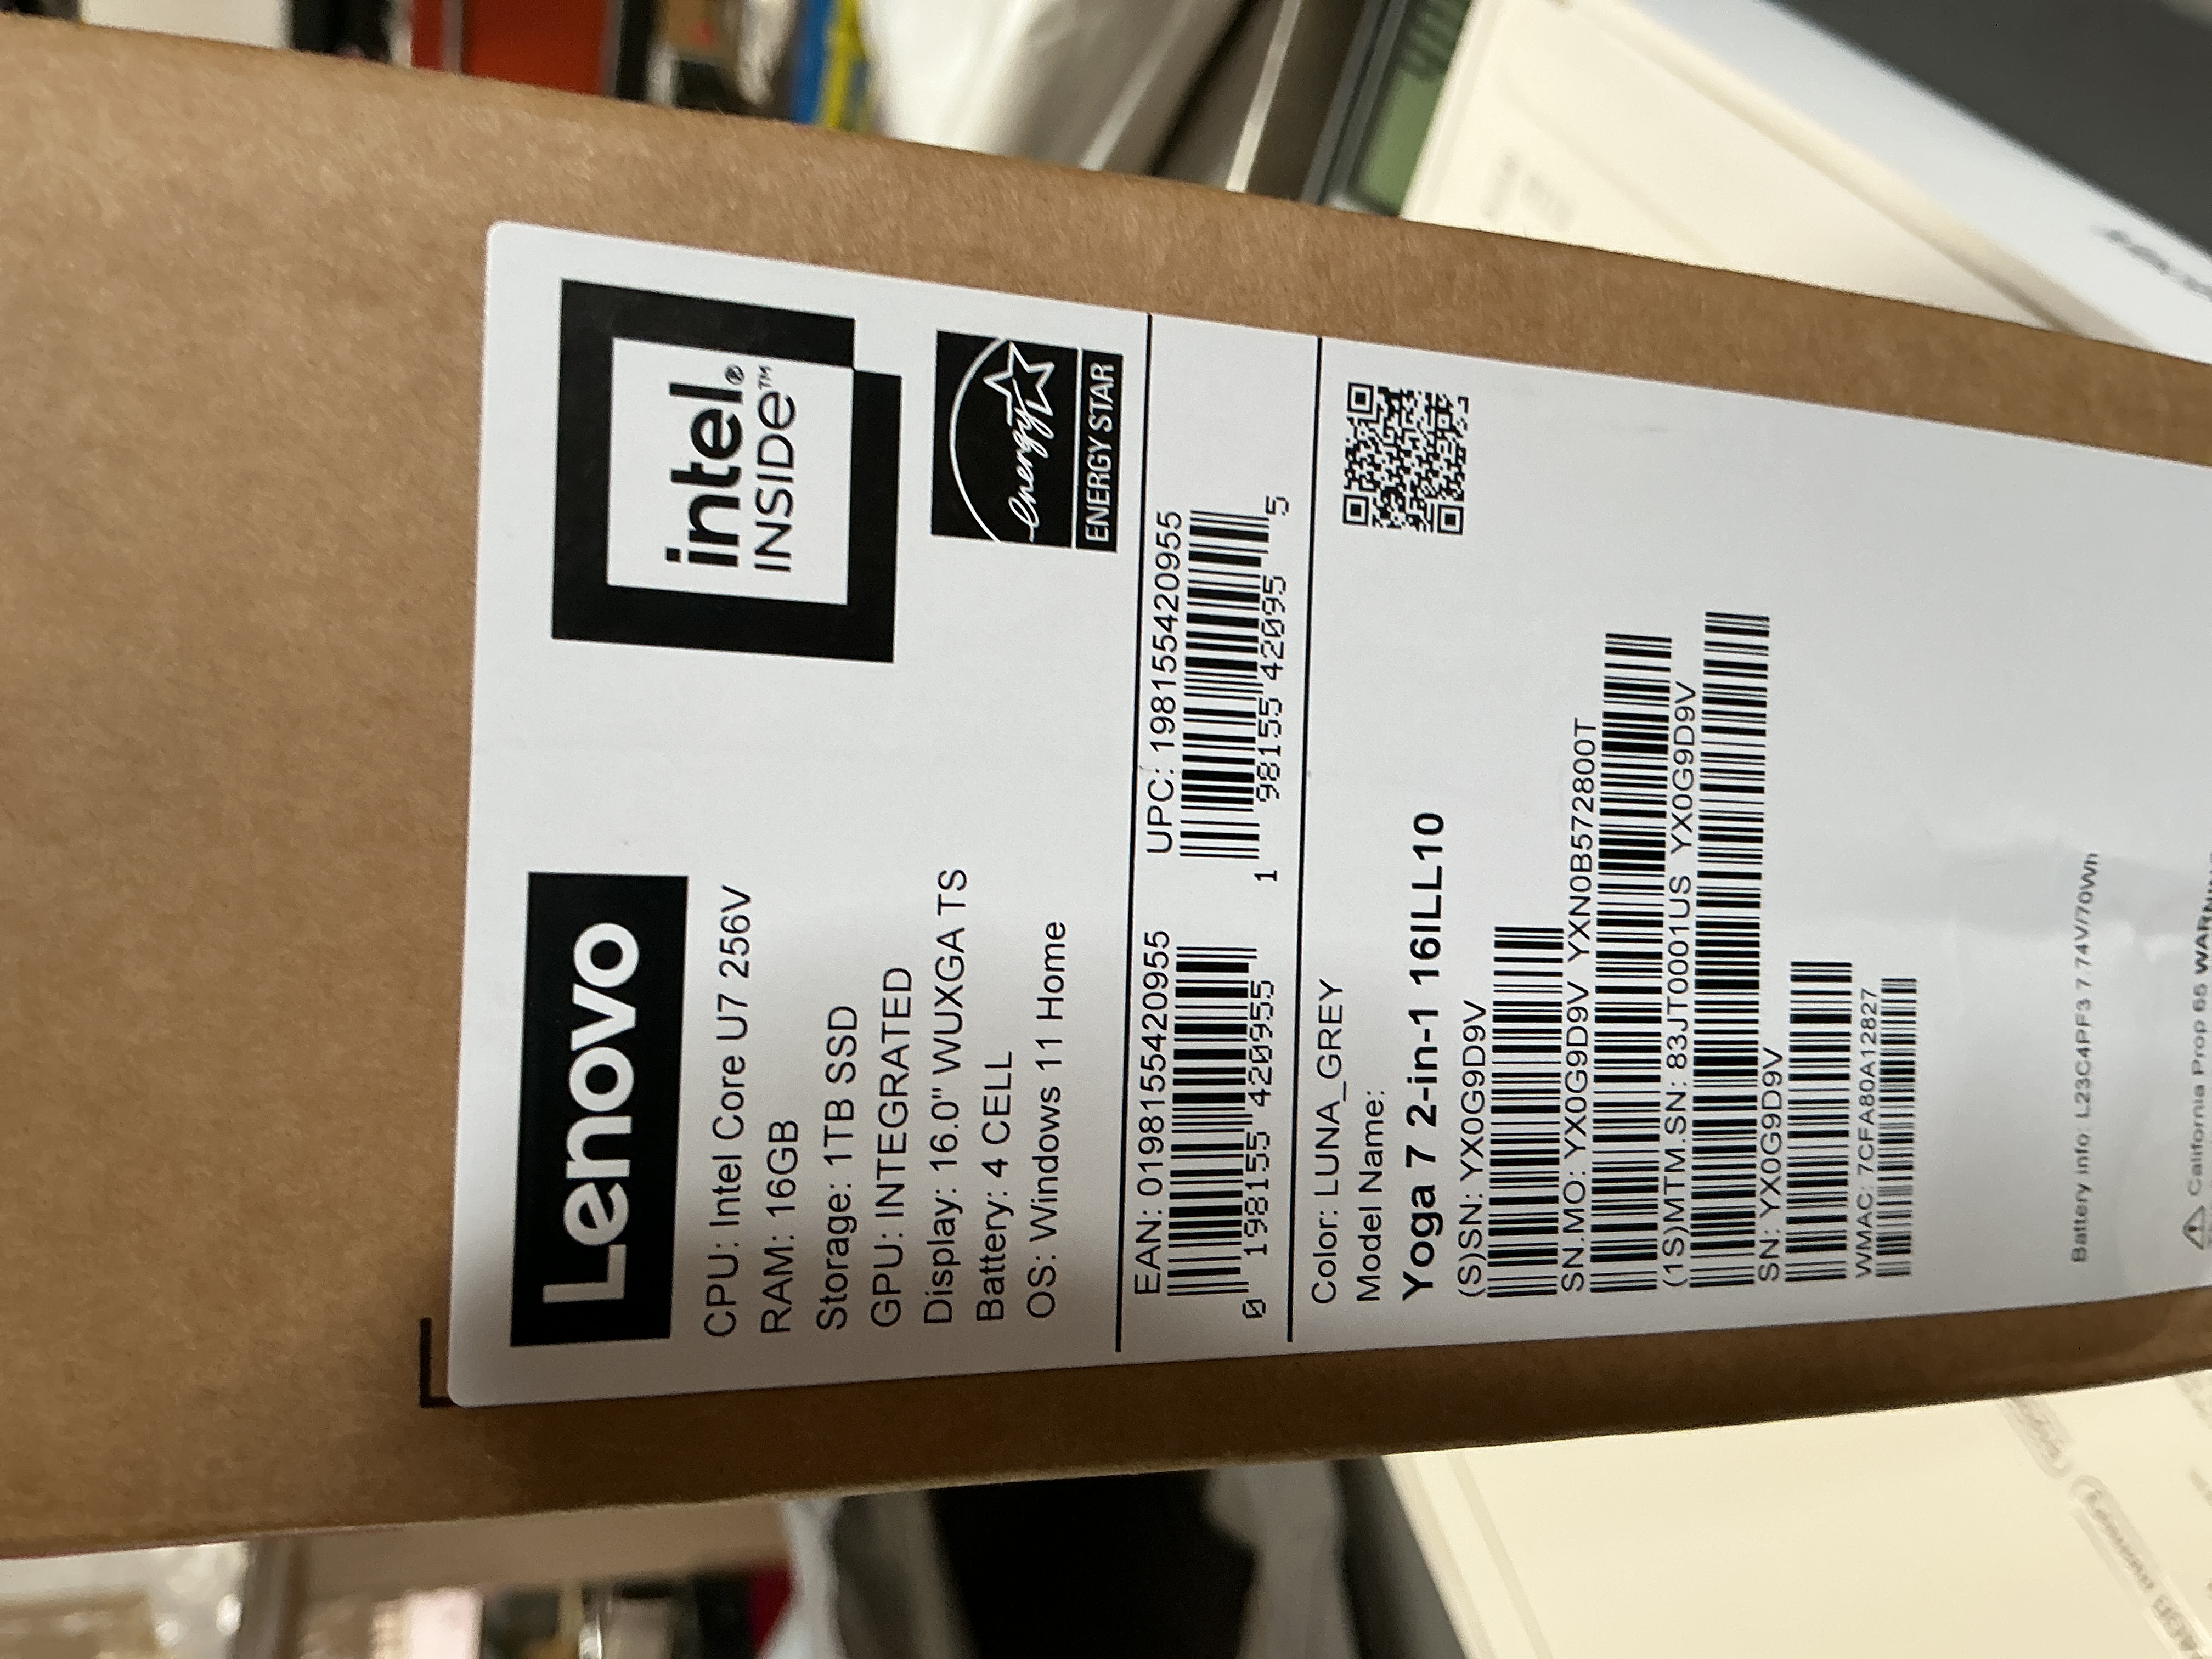 Lenovo
intel®
INSIDE™
CPU: Intel Core U7 256V
RAM: 16GB
Storage: 1TB SSD
GPU: INTEGRATED
Display: 16.0" WUXGA TS
Battery: 4 CELL
OS: Windows 11 Home
energy
ENERGY STAR
EAN: 0198155420955
0 198155 420955
UPC: 198155420955
1 98155 42095 5
Color: LUNA_GREY
Model Name:
Yoga 7 2-in-1 16ILL10
(S)SN: YX0G9D9V
SN.MO: YX0G9D9V YXN0B572800T
(1S)MTM.SN: 83JT0001US YX0G9D9V
SN: YX0G9D9V
WMAC: 7CFA80A12827
Battery info: L23C4PF3 7.74V/70Wh
California Prop 65 WARNING